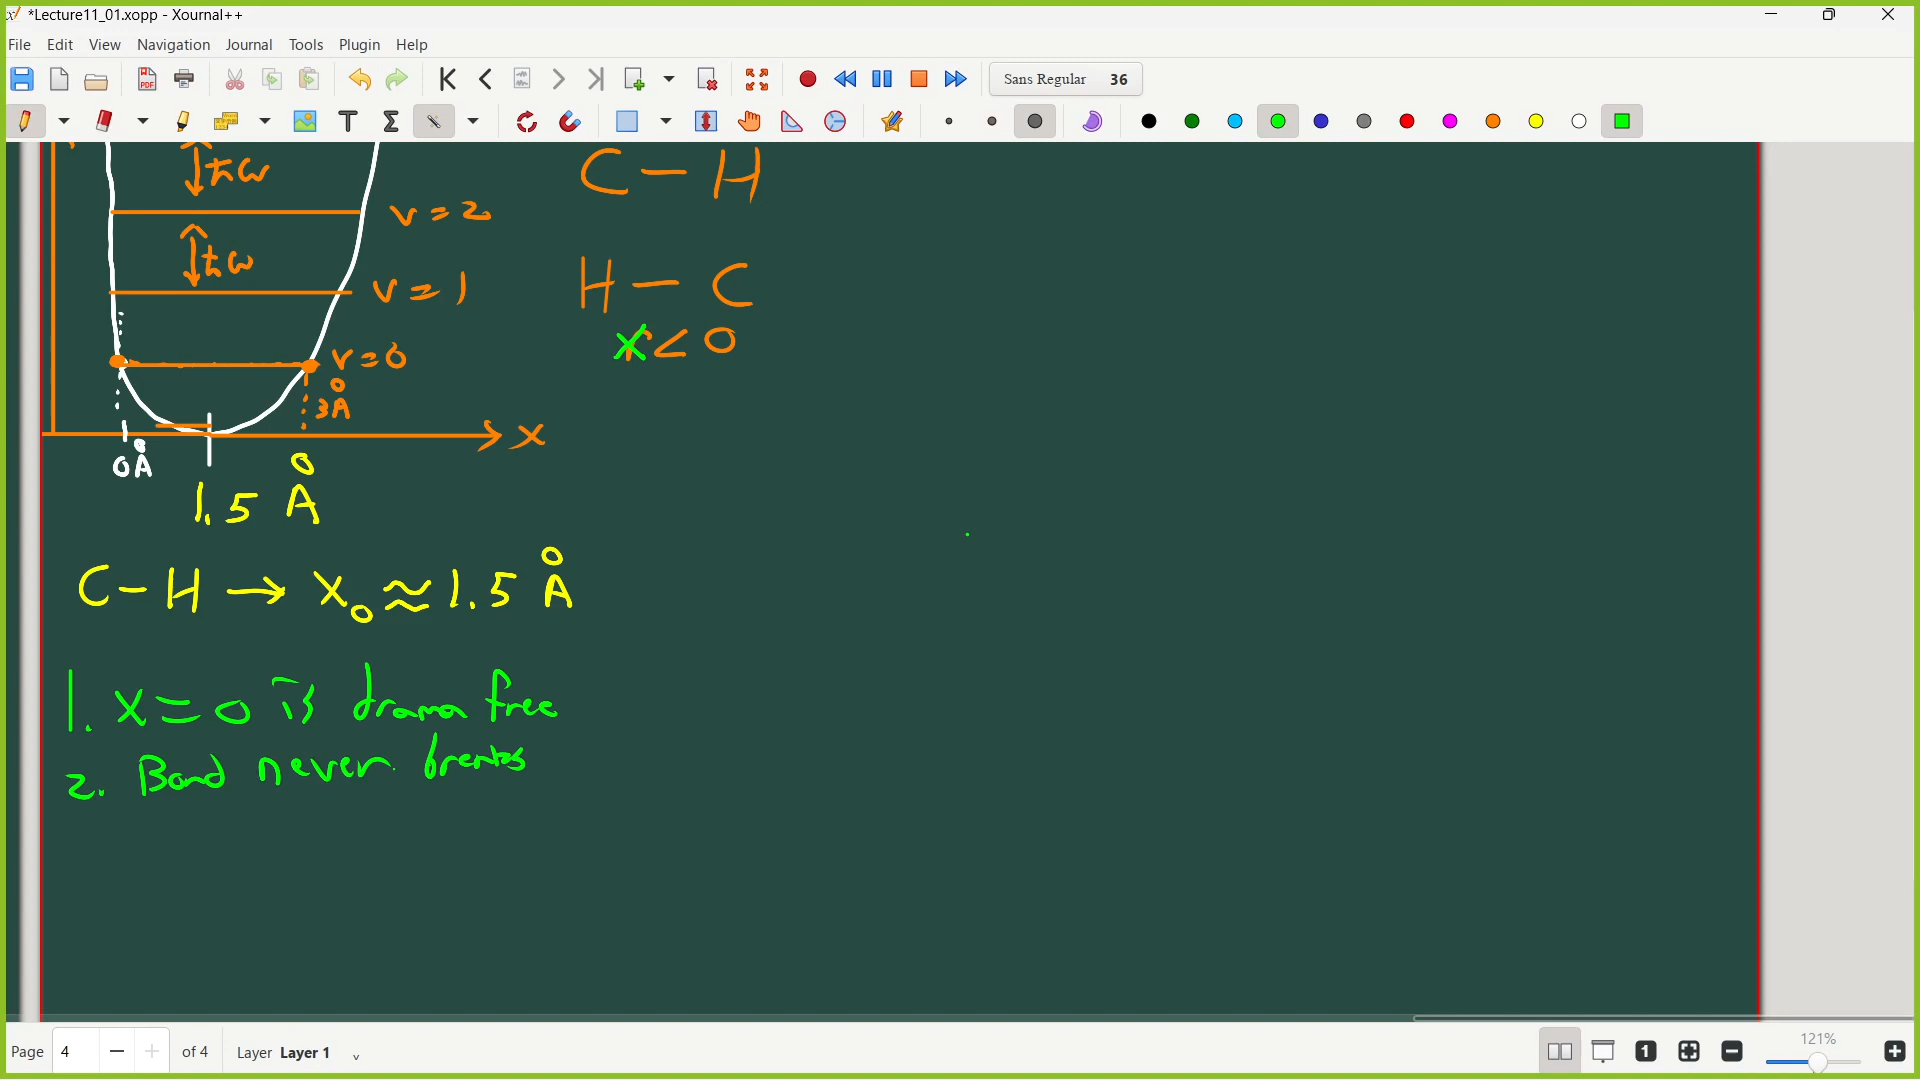 *Lecture11_01.xopp - Xournal++
File Edit View Navigation Journal Tools Plugin Help
Sans Regular 36
ħω
C-H
v=2
ħω
v=1
H-C
x<0
v=0
3Å
x
0Å
1.5 Å
C-H → x₀ ≈ 1.5 Å
1. x=0 is drama free
2. Bond never breaks
Page 4 of 4 Layer Layer 1
121%